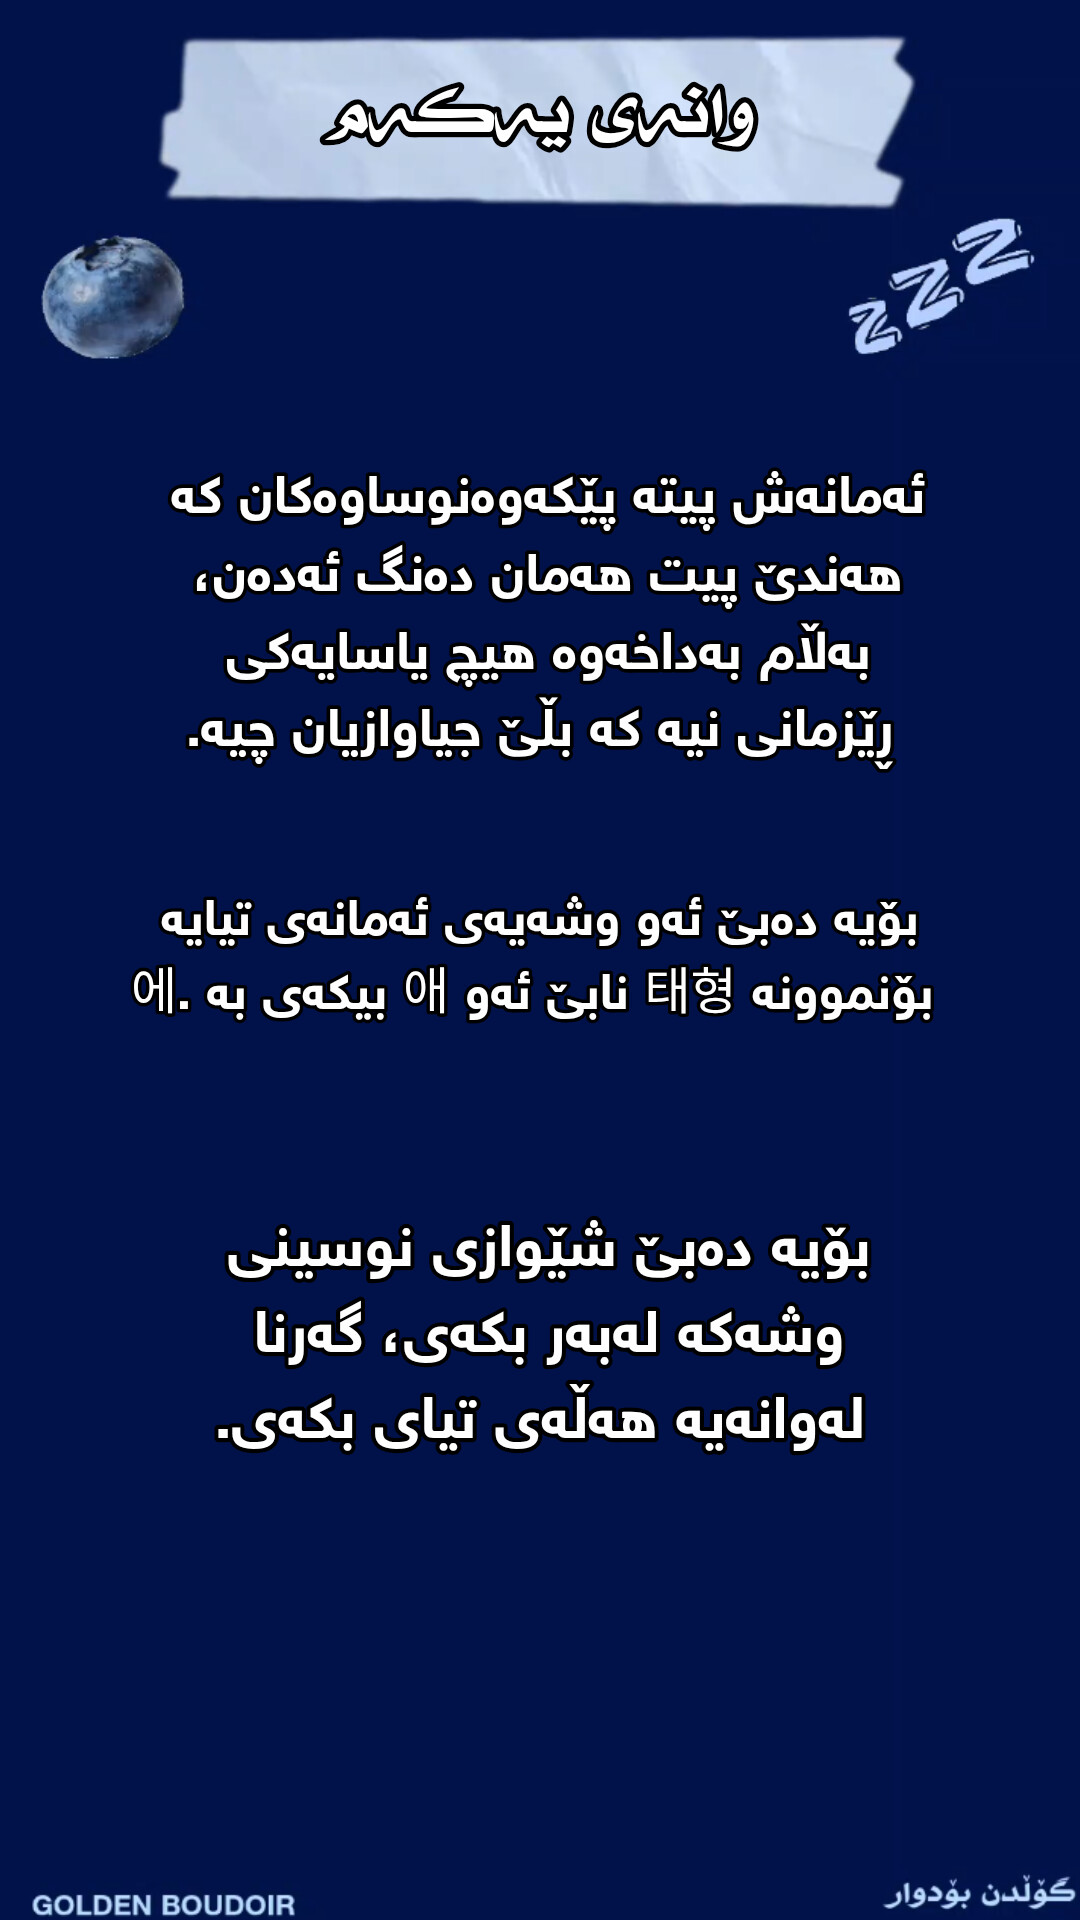 وانەی یەکەم
ئەمانەش پیتە پێکەوەنوساوەکان کە
هەندێ پیت هەمان دەنگ ئەدەن،
بەڵام بەداخەوە هیچ یاسایەکی
ڕێزمانی نیە کە بڵێ جیاوازیان چیە.
بۆیە دەبێ ئەو وشەیەی ئەمانەی تیایە
بۆنموونە 태형 نابێ ئەو 애 بیکەی بە .에
بۆیە دەبێ شێوازی نوسینی
وشەکە لەبەر بکەی، گەرنا
لەوانەیە هەڵەی تیای بکەی.
GOLDEN BOUDOIR
گۆڵدن بۆدوار